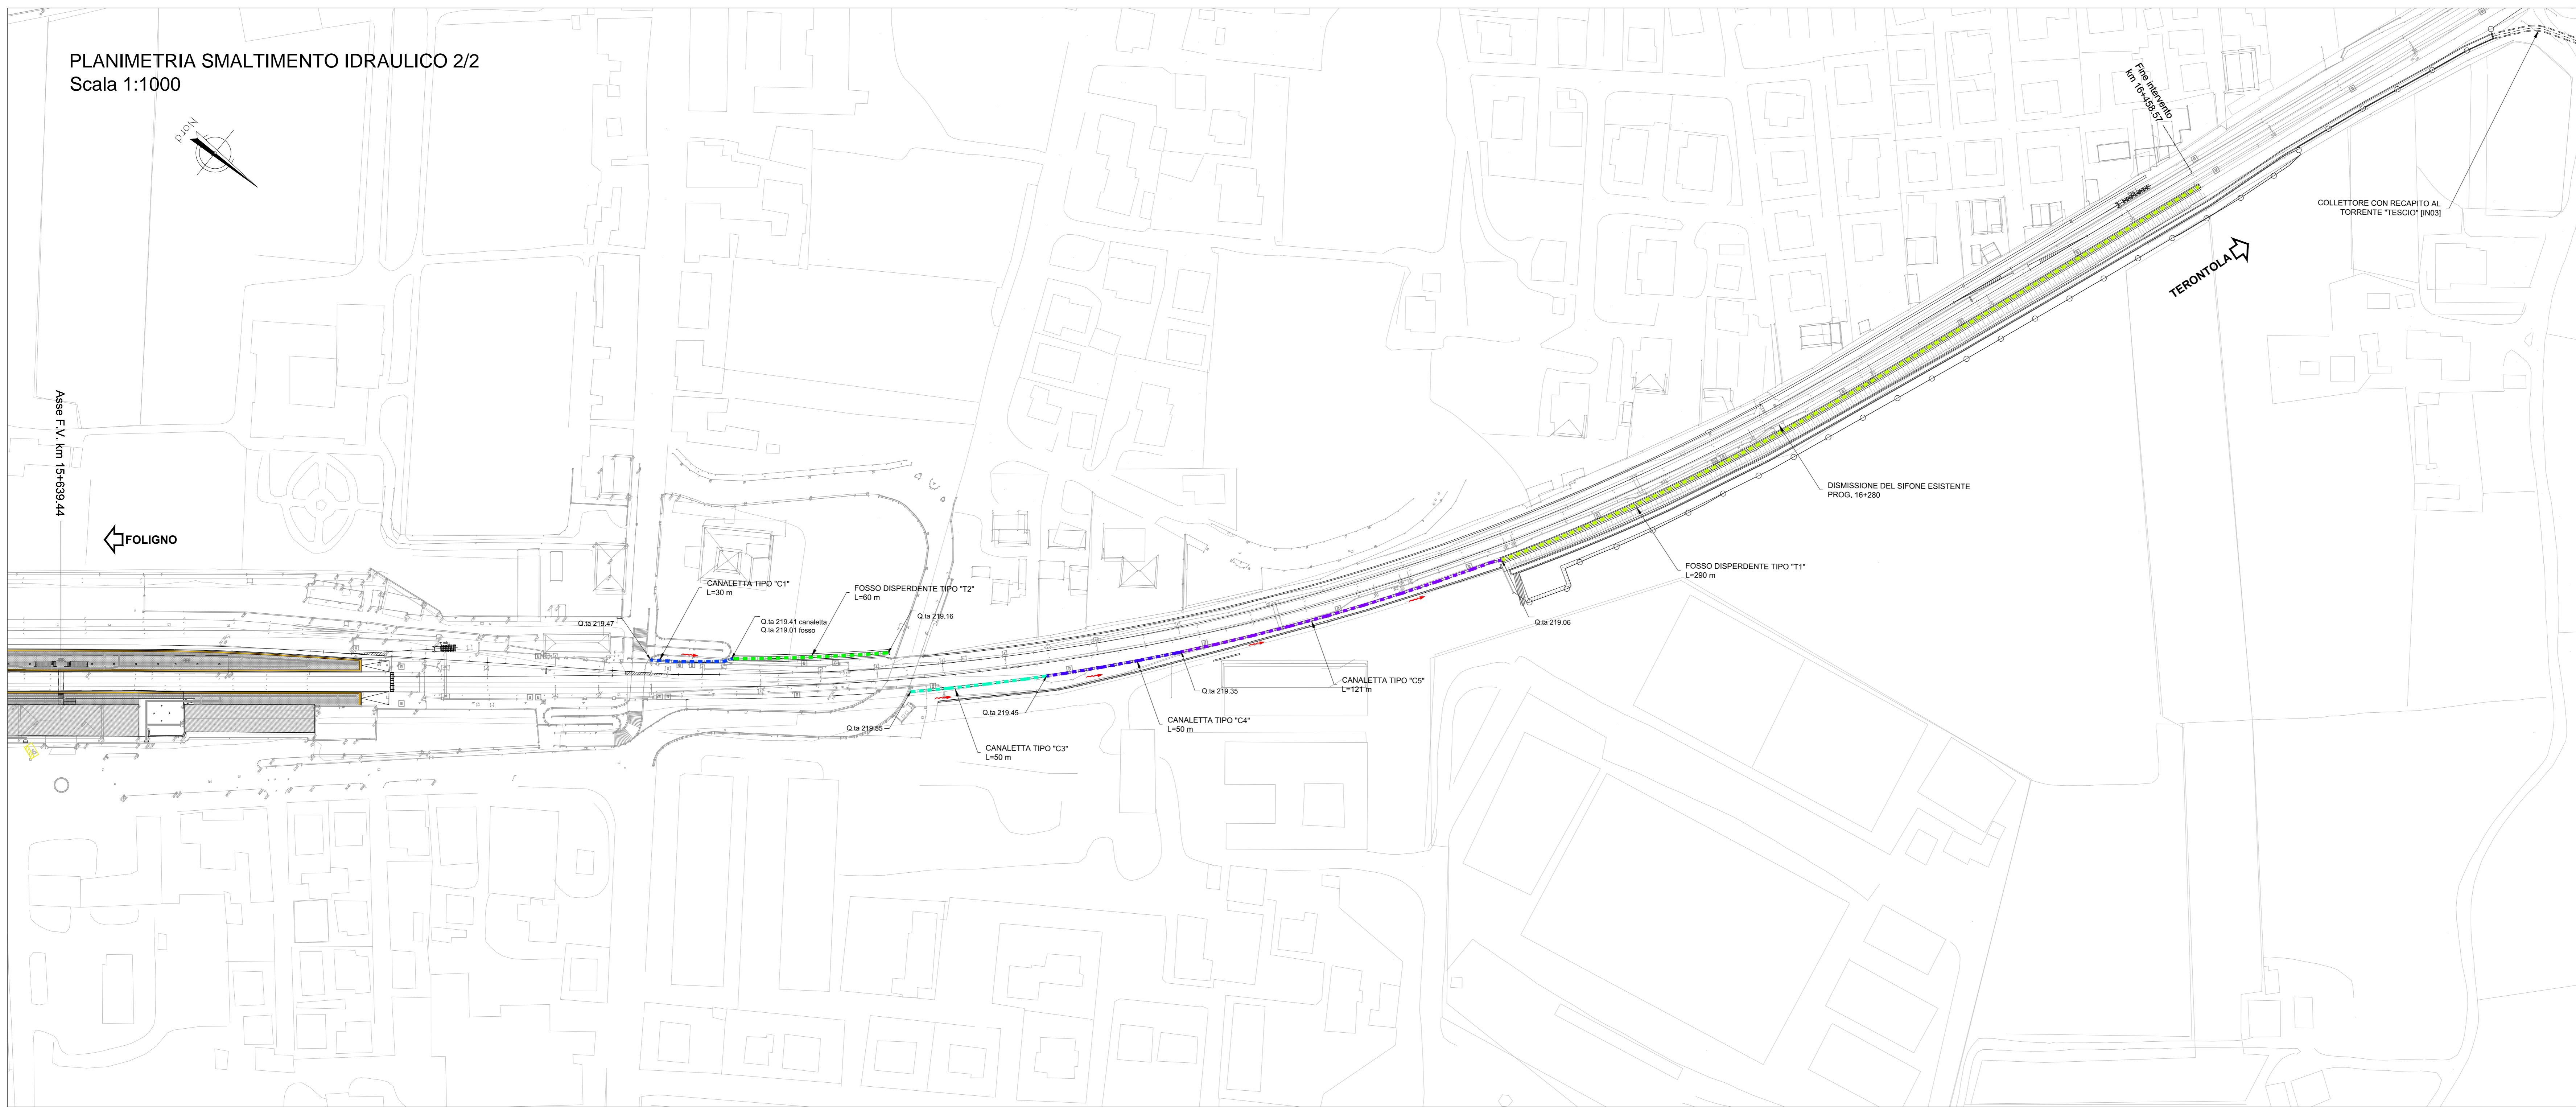 PLANIMETRIA SMALTIMENTO IDRAULICO 2/2
Scala 1:1000
Nord
Fine intervento
km 16+458.57
COLLETTORE CON RECAPITO AL
TORRENTE "TESCIO" [IN03]
TERONTOLA
Asse F.V. km 15+639.44
FOLIGNO
DISMISSIONE DEL SIFONE ESISTENTE
PROG. 16+280
FOSSO DISPERDENTE TIPO "T1"
L=290 m
CANALETTA TIPO "C1"
L=30 m
FOSSO DISPERDENTE TIPO "T2"
L=60 m
Q.ta 219.47
Q.ta 219.41 canaletta
Q.ta 219.01 fosso
Q.ta 219.16
Q.ta 219.06
CANALETTA TIPO "C5"
L=121 m
Q.ta 219.35
Q.ta 219.45
CANALETTA TIPO "C4"
L=50 m
Q.ta 219.55
CANALETTA TIPO "C3"
L=50 m